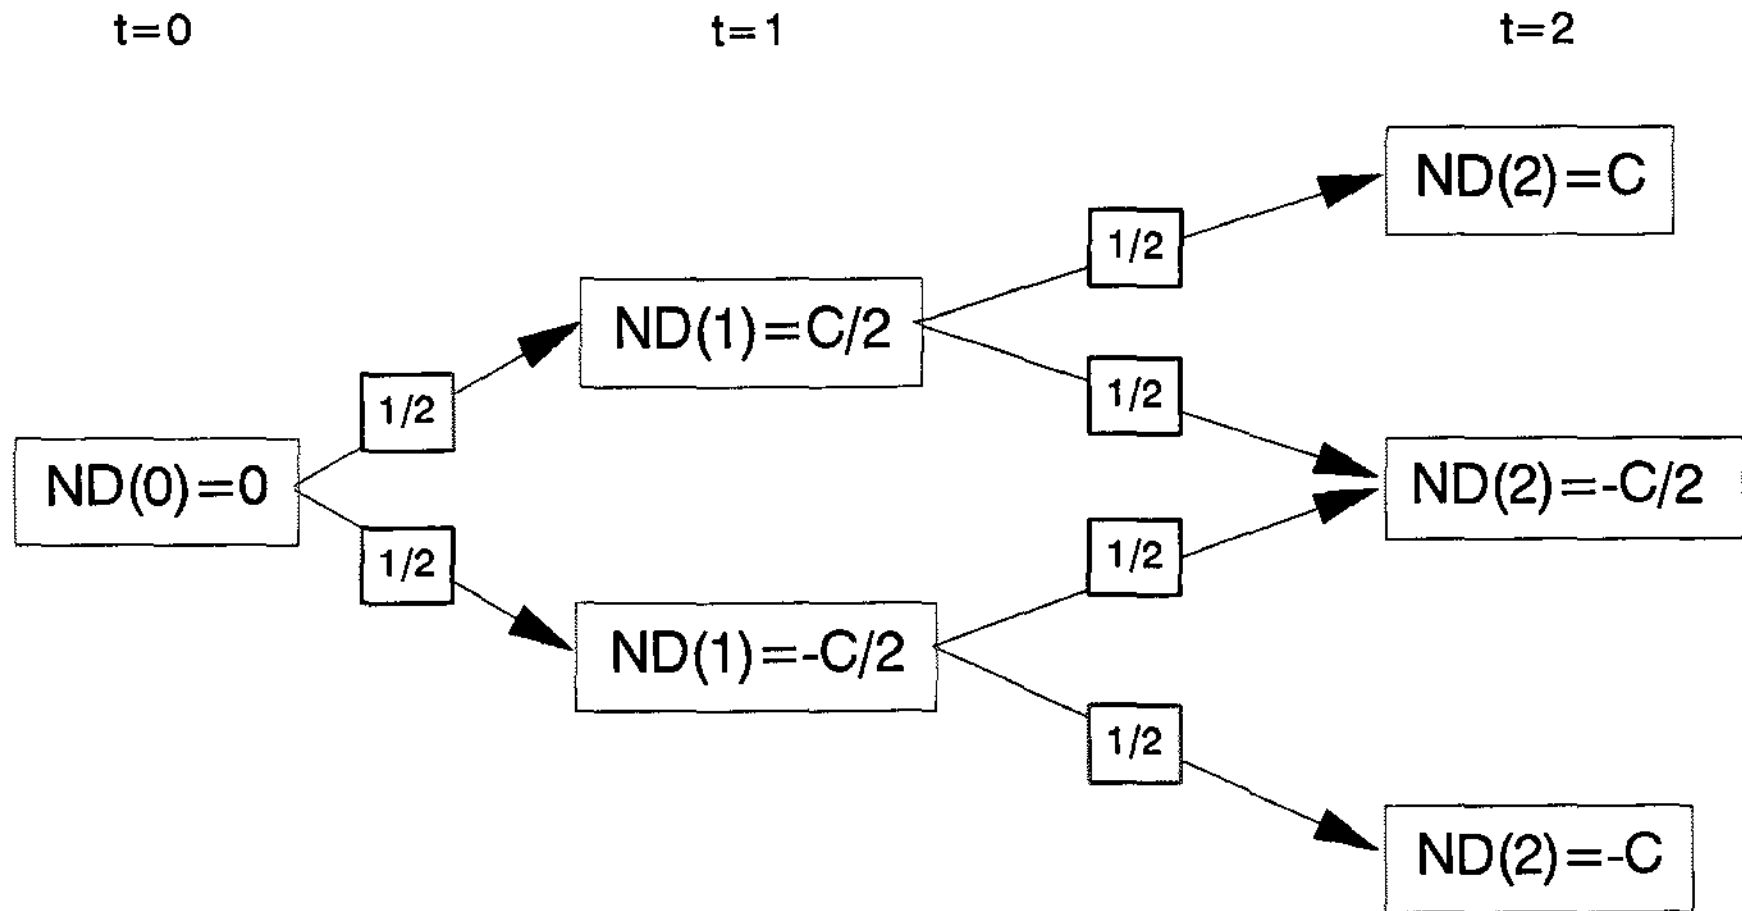 t=0
t=1
t=2
ND(2)=C
1/2
ND(1)=C/2
1/2
1/2
ND(0)=0
ND(2)=-C/2
1/2
1/2
ND(1)=-C/2
1/2
ND(2)=-C